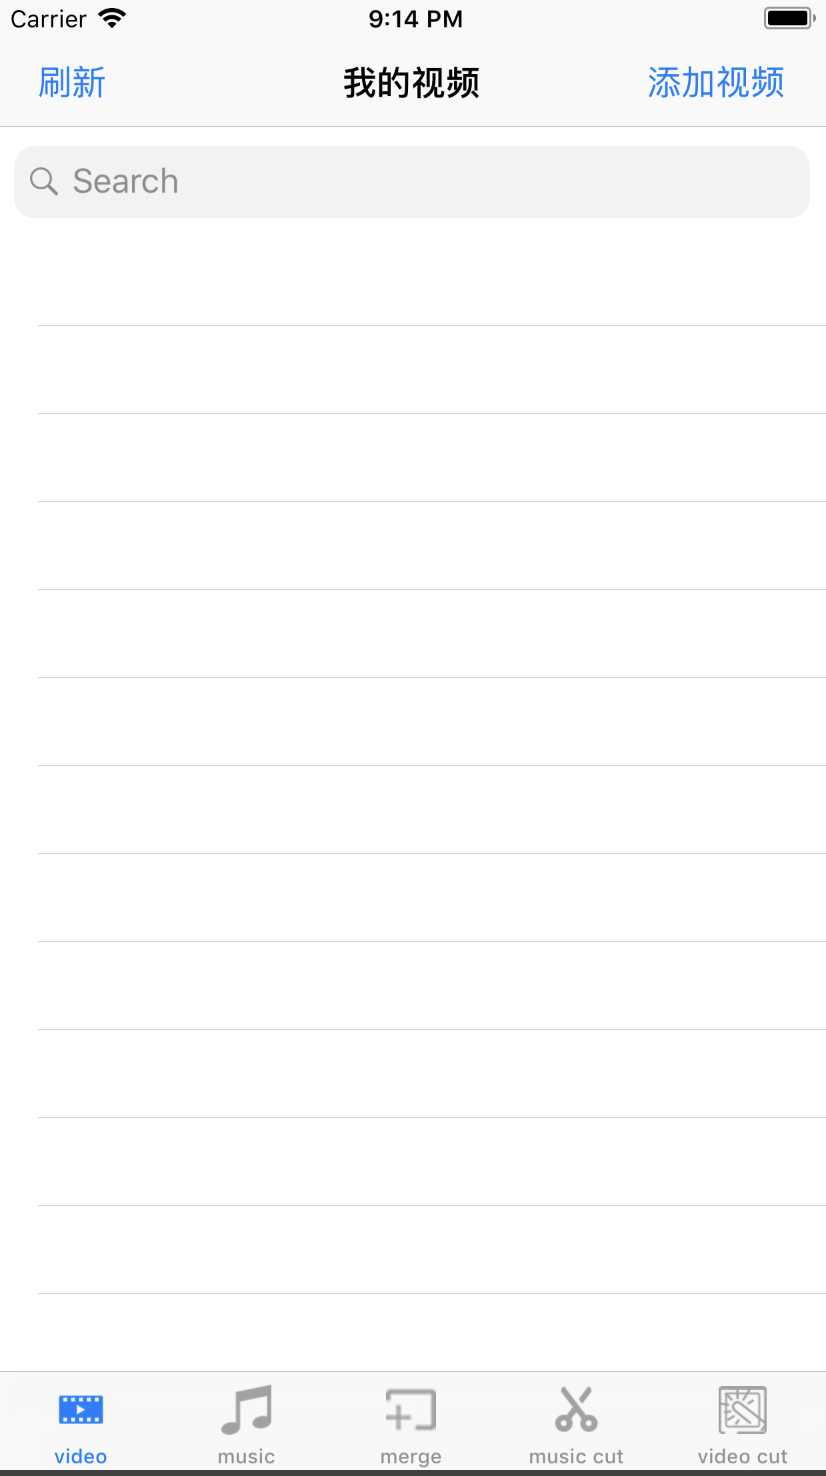 Carrier 9:14 PM
刷新 我的视频 添加视频
Search
video music merge music cut video cut